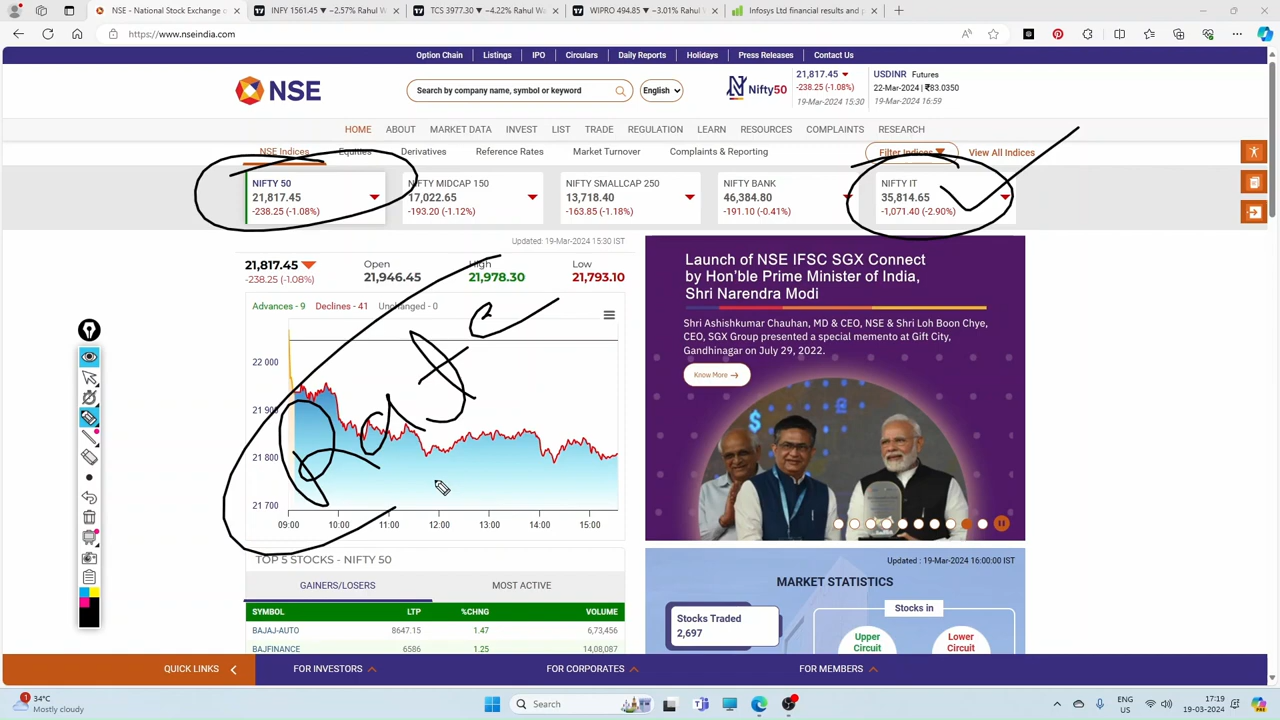 NSE - National Stock Exchange o
INFY 1561.45 ▼ −2.57% Rahul V
TCS 3977.30 ▼ −4.22% Rahul W
WIPRO 494.85 ▼ −3.01% Rahul
Infosys Ltd financial results and p
https://www.nseindia.com
Option Chain
Listings
IPO
Circulars
Daily Reports
Holidays
Press Releases
Contact Us
NSE
Search by company name, symbol or keyword
English
Nifty50
21,817.45
-238.25 (-1.08%)
19-Mar-2024 15:30
USDINR Futures
22-Mar-2024 | ₹83.0350
19-Mar-2024 16:59
HOME
ABOUT
MARKET DATA
INVEST
LIST
TRADE
REGULATION
LEARN
RESOURCES
COMPLAINTS
RESEARCH
NSE Indices
Equities
Derivatives
Reference Rates
Market Turnover
Complaints & Reporting
Filter Indices
View All Indices
NIFTY 50
21,817.45
-238.25 (-1.08%)
NIFTY MIDCAP 150
17,022.65
-193.20 (-1.12%)
NIFTY SMALLCAP 250
13,718.40
-163.85 (-1.18%)
NIFTY BANK
46,384.80
-191.10 (-0.41%)
NIFTY IT
35,814.65
-1,071.40 (-2.90%)
Updated: 19-Mar-2024 15:30 IST
21,817.45
-238.25 (-1.08%)
Open
21,946.45
High
21,978.30
Low
21,793.10
Advances - 9
Declines - 41
Unchanged - 0
22 000
21 900
21 800
21 700
09:00
10:00
11:00
12:00
13:00
14:00
15:00
Launch of NSE IFSC SGX Connect
by Hon'ble Prime Minister of India,
Shri Narendra Modi
Shri Ashishkumar Chauhan, MD & CEO, NSE & Shri Loh Boon Chye,
CEO, SGX Group presented a special memento at Gift City,
Gandhinagar on July 29, 2022.
Know More
TOP 5 STOCKS - NIFTY 50
GAINERS/LOSERS
MOST ACTIVE
SYMBOL LTP %CHNG VOLUME
BAJAJ-AUTO 8647.15 1.47 6,73,456
BAJFINANCE 6586 1.25 14,08,087
Updated : 19-Mar-2024 16:00:00 IST
MARKET STATISTICS
Stocks Traded
2,697
Stocks in
Upper
Circuit
Lower
Circuit
QUICK LINKS
FOR INVESTORS
FOR CORPORATES
FOR MEMBERS
1
34°C
Mostly cloudy
Search
ENG
US
17:19
19-03-2024